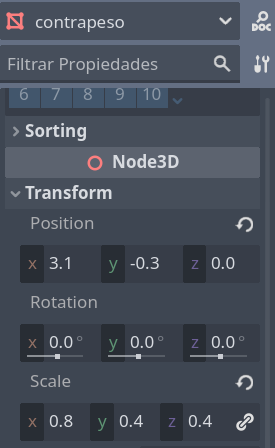 contrapeso
DOC
Filtrar Propiedades
6 7 8 9 10
Sorting
Node3D
Transform
Position
x 3.1 y -0.3 z 0.0
Rotation
x 0.0 ° y 0.0 ° z 0.0 °
Scale
x 0.8 y 0.4 z 0.4